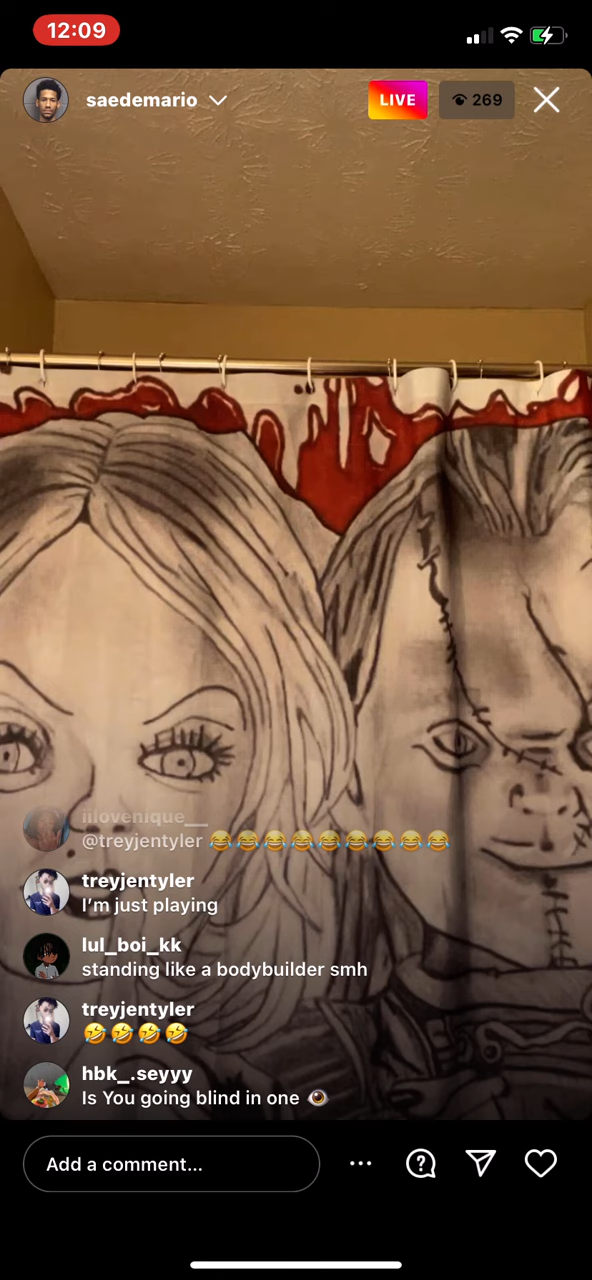 12:09
saedemario
LIVE
269
iilovenique__
@treyjentyler 😂😂😂😂😂😂😂😂😂
treyjentyler
I’m just playing
lul_boi_kk
standing like a bodybuilder smh
treyjentyler
🤣🤣🤣🤣
hbk_.seyyy
Is You going blind in one 👁️
Add a comment...